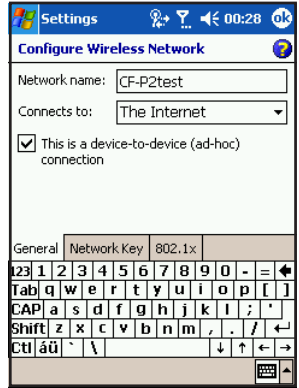 Settings 00:28 ok
Configure Wireless Network ?
Network name: CF-P2test
Connects to: The Internet
This is a device-to-device (ad-hoc)
connection
General Network Key 802.1x
123 1 2 3 4 5 6 7 8 9 0 - =
Tab q w e r t y u i o p [ ]
CAP a s d f g h j k l ; '
Shift z x c v b n m , . /
Ctl áü ` \ ↓ ↑ ← →